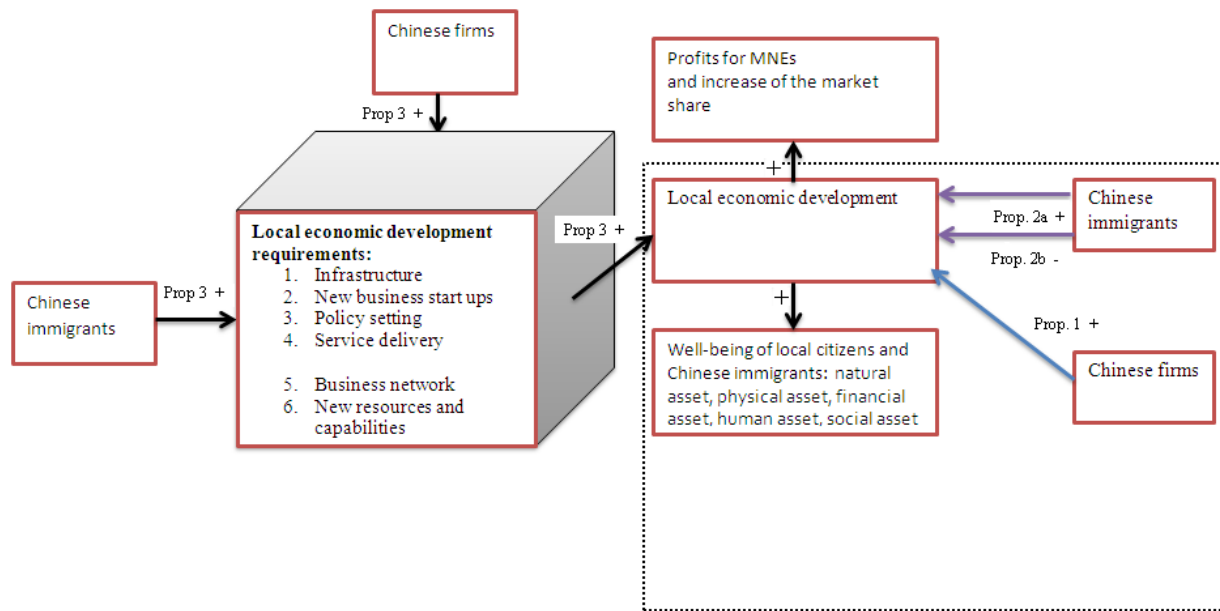 Chinese firms
Prop 3 +
Profits for MNEs
and increase of the market
share
+
Local economic development
Chinese
immigrants
Prop. 2a +
Prop. 2b -
Prop 3 +
Local economic development
requirements:
1. Infrastructure
2. New business start ups
3. Policy setting
4. Service delivery
5. Business network
6. New resources and
capabilities
Prop 3 +
Chinese
immigrants
+
Prop. 1 +
Well-being of local citizens and
Chinese immigrants: natural
asset, physical asset, financial
asset, human asset, social asset
Chinese firms